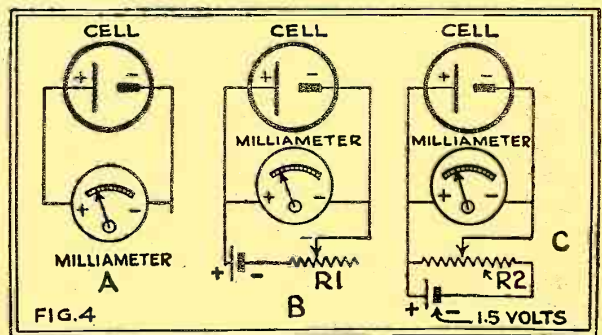 CELL
+ -
+ -
MILLIAMETER
A
FIG.4
CELL
+ -
MILLIAMETER
+ -
+ - R1
B
CELL
+ -
MILLIAMETER
+ -
C
R2
+ - 1.5 VOLTS